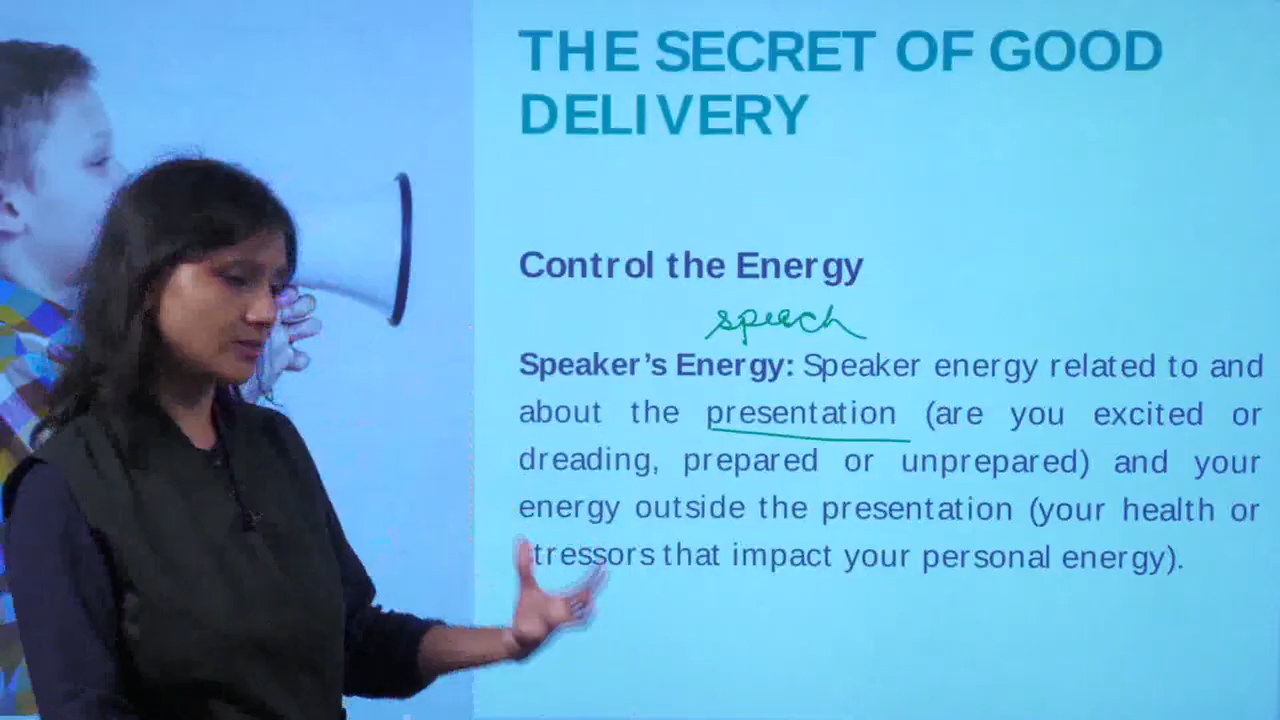 THE SECRET OF GOOD
DELIVERY
Control the Energy
speech
Speaker's Energy: Speaker energy related to and
about the presentation (are you excited or
dreading, prepared or unprepared) and your
energy outside the presentation (your health or
stressors that impact your personal energy).